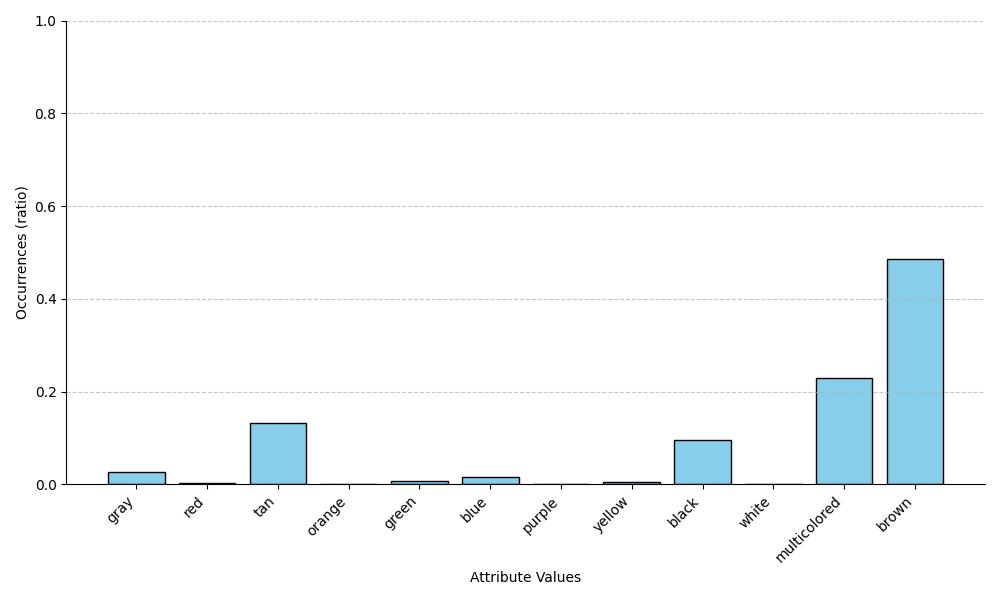 1.0
0.8
0.6
0.4
0.2
0.0
Occurrences (ratio)
gray
red
tan
orange
green
blue
purple
yellow
black
white
multicolored
brown
Attribute Values